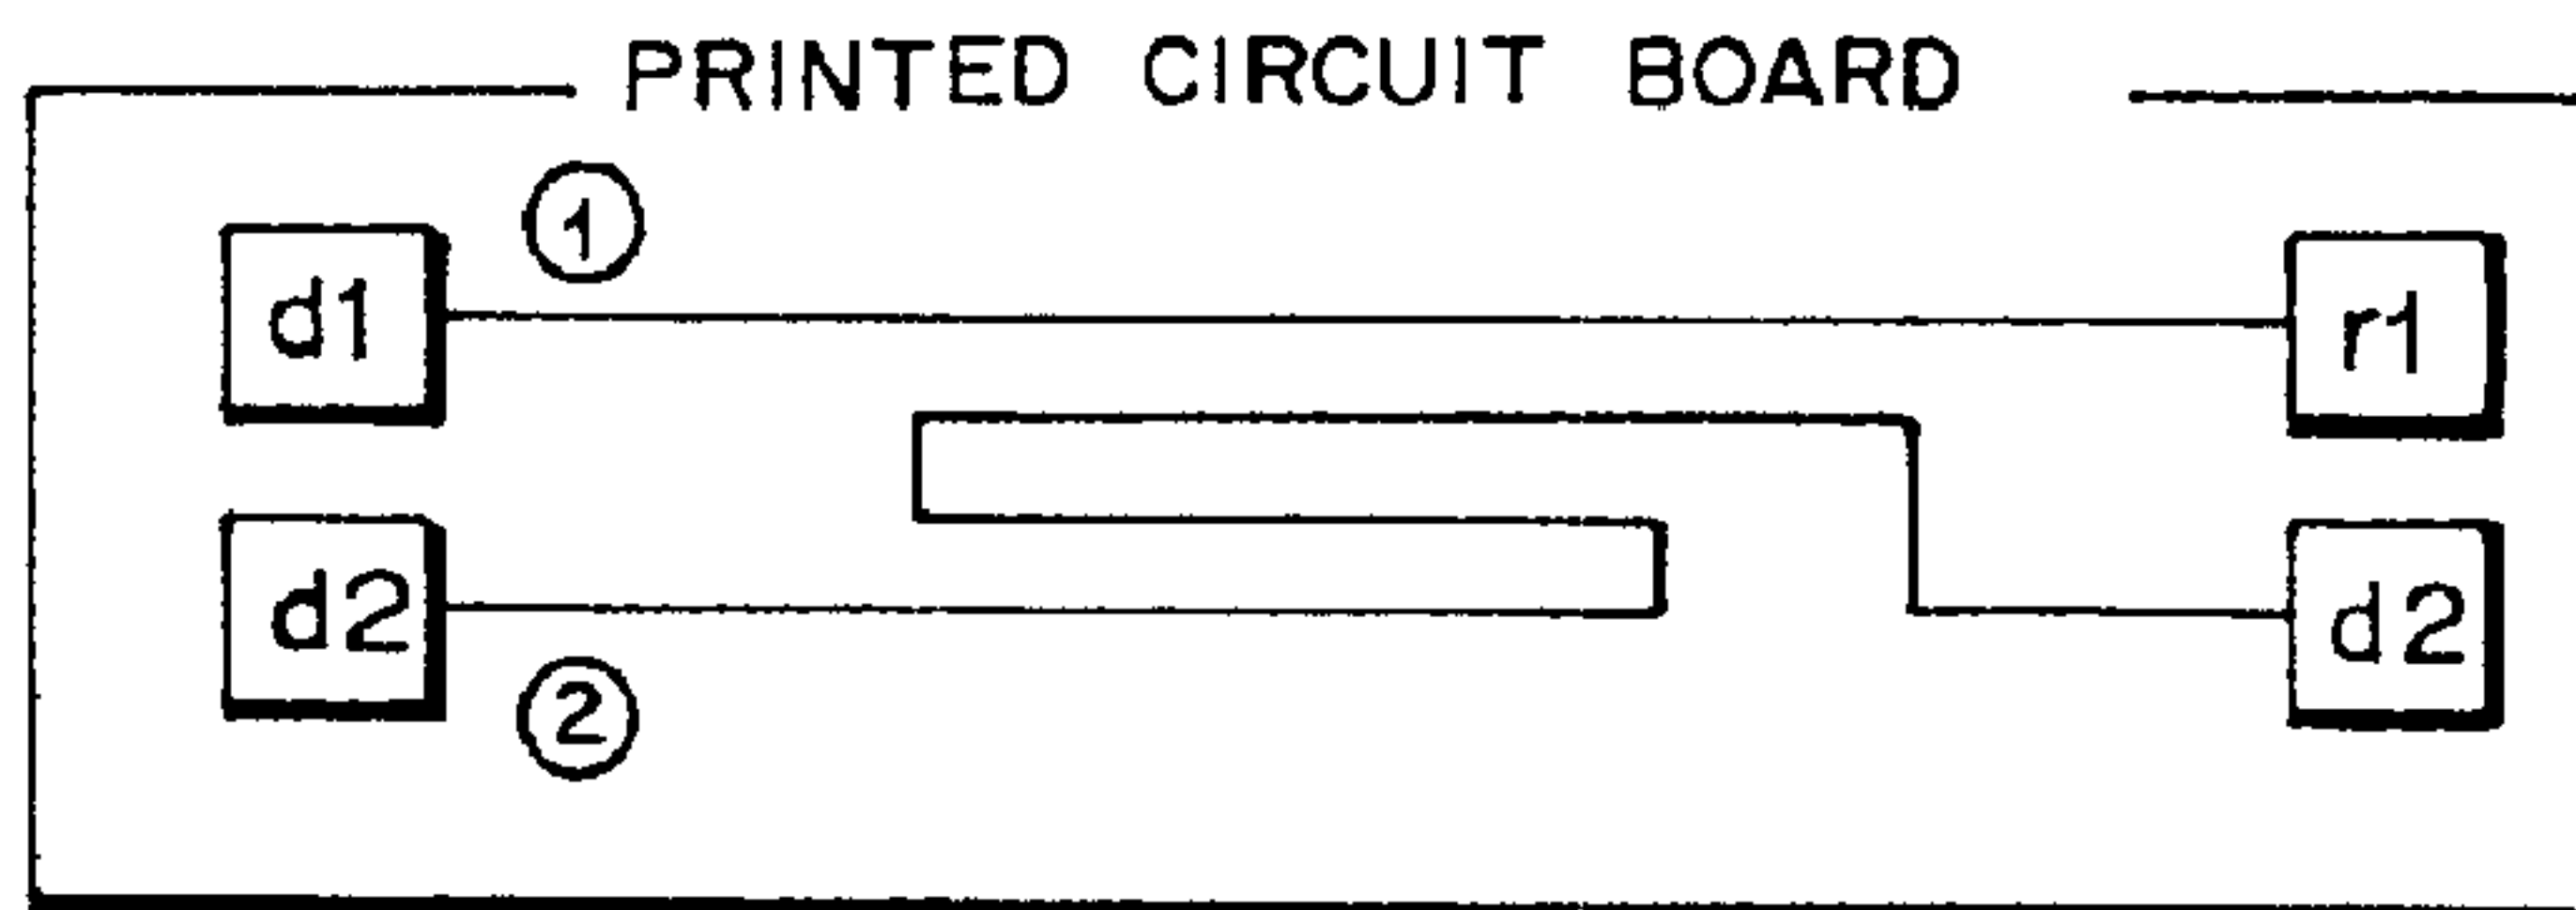 PRINTED CIRCUIT BOARD
1
d1 r1
d2 d2
2